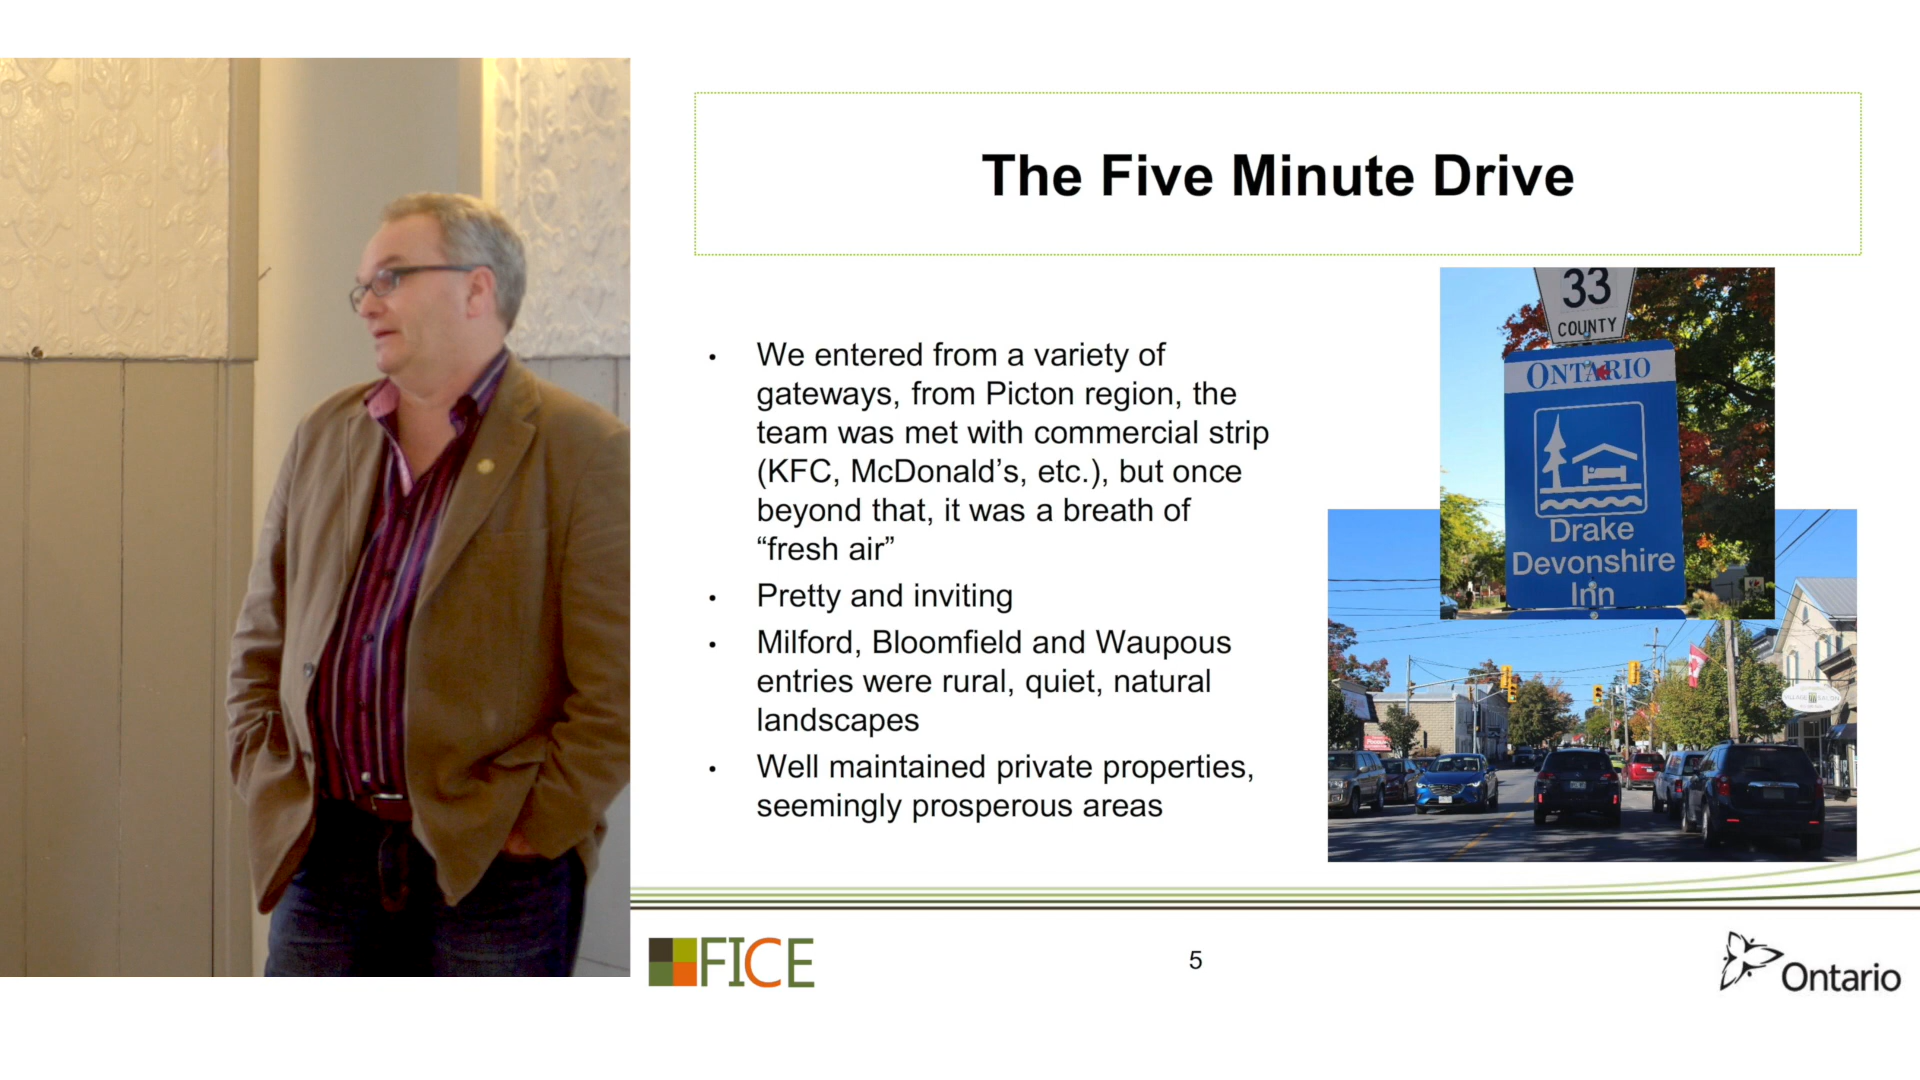 The Five Minute Drive
• We entered from a variety of
gateways, from Picton region, the
team was met with commercial strip
(KFC, McDonald’s, etc.), but once
beyond that, it was a breath of
“fresh air”
• Pretty and inviting
• Milford, Bloomfield and Waupous
entries were rural, quiet, natural
landscapes
• Well maintained private properties,
seemingly prosperous areas
33
COUNTY
ONTARIO
Drake
Devonshire
Inn
VILLAGE SALON
FICE
5
Ontario